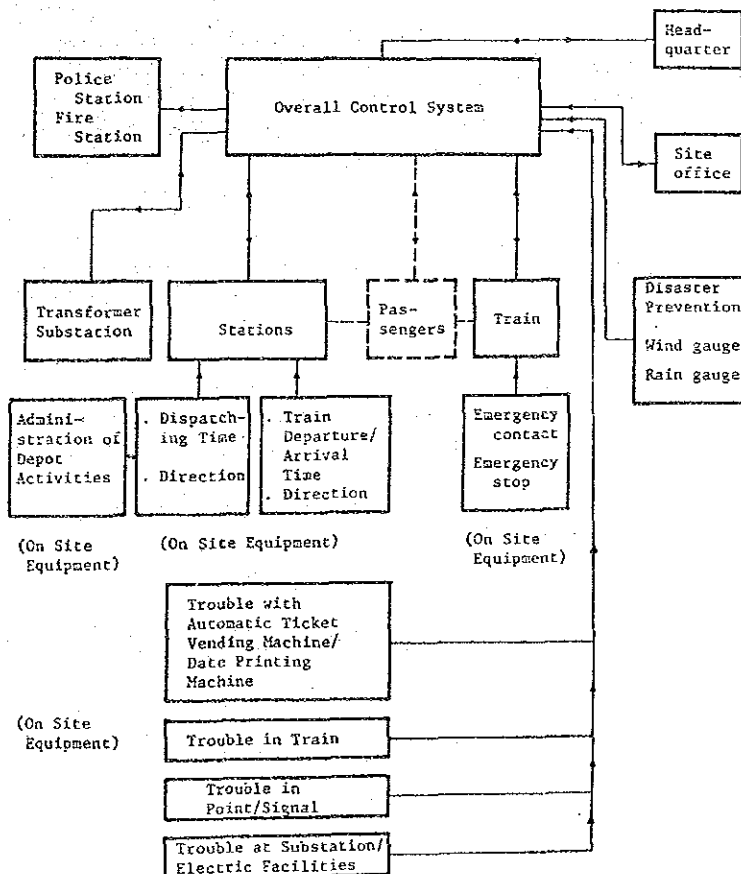 Head-
quarter
Police
Station
Fire
Station
Overall Control System
Site
office
Transformer
Substation
Stations
Pas-
sengers
Train
Disaster
Prevention
Wind gauge
Rain gauge
Admini-
stration of
Depot
Activities
. Dispatch-
ing Time
. Direction
. Train
Departure/
Arrival
Time
. Direction
Emergency
contact
Emergency
stop
(On Site
Equipment)
(On Site Equipment)
(On Site
Equipment)
Trouble with
Automatic Ticket
Vending Machine/
Date Printing
Machine
(On Site
Equipment)
Trouble in Train
Trouble in
Point/Signal
Trouble at Substation/
Electric Facilities